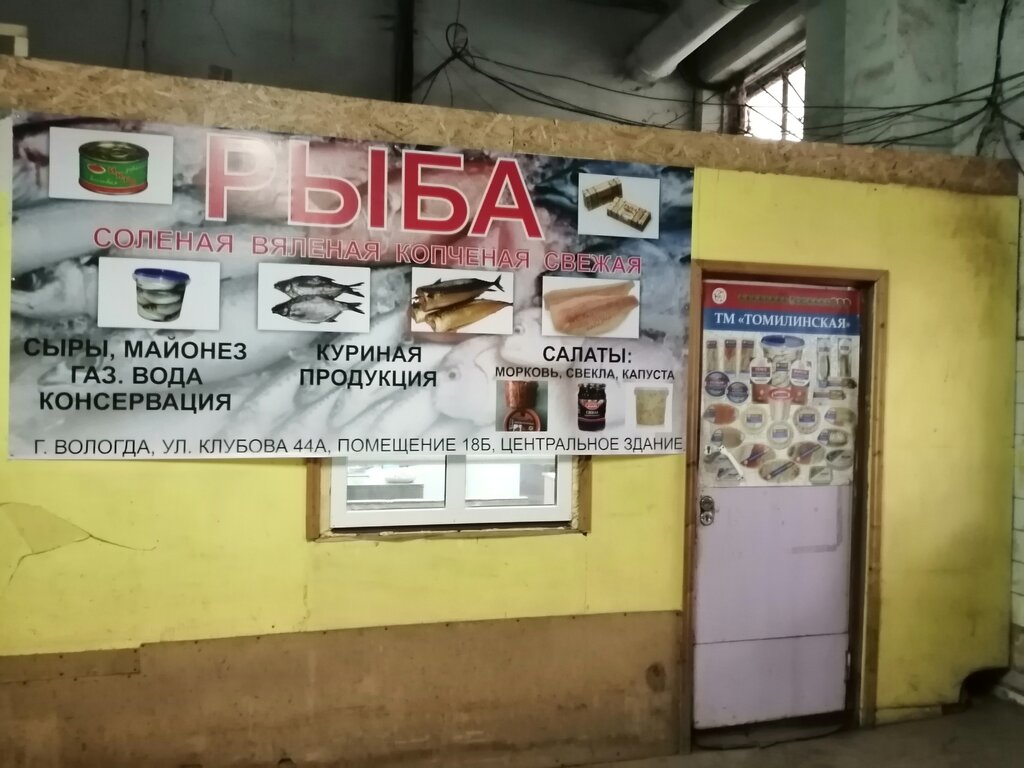 РЫБА
СОЛЕНАЯ ВЯЛЕНАЯ КОПЧЕНАЯ СВЕЖАЯ
СЫРЫ, МАЙОНЕЗ
ГАЗ. ВОДА
КОНСЕРВАЦИЯ
КУРИНАЯ
ПРОДУКЦИЯ
САЛАТЫ:
МОРКОВЬ, СВЕКЛА, КАПУСТА
Г. ВОЛОГДА, УЛ. КЛУБОВА 44А, ПОМЕЩЕНИЕ 18Б, ЦЕНТРАЛЬНОЕ ЗДАНИЕ
ТМ «ТОМИЛИНСКАЯ»